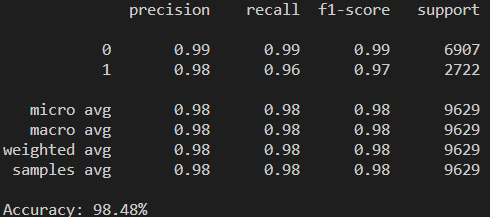 precision recall f1-score support
0 0.99 0.99 0.99 6907
1 0.98 0.96 0.97 2722
micro avg 0.98 0.98 0.98 9629
macro avg 0.98 0.98 0.98 9629
weighted avg 0.98 0.98 0.98 9629
samples avg 0.98 0.98 0.98 9629
Accuracy: 98.48%